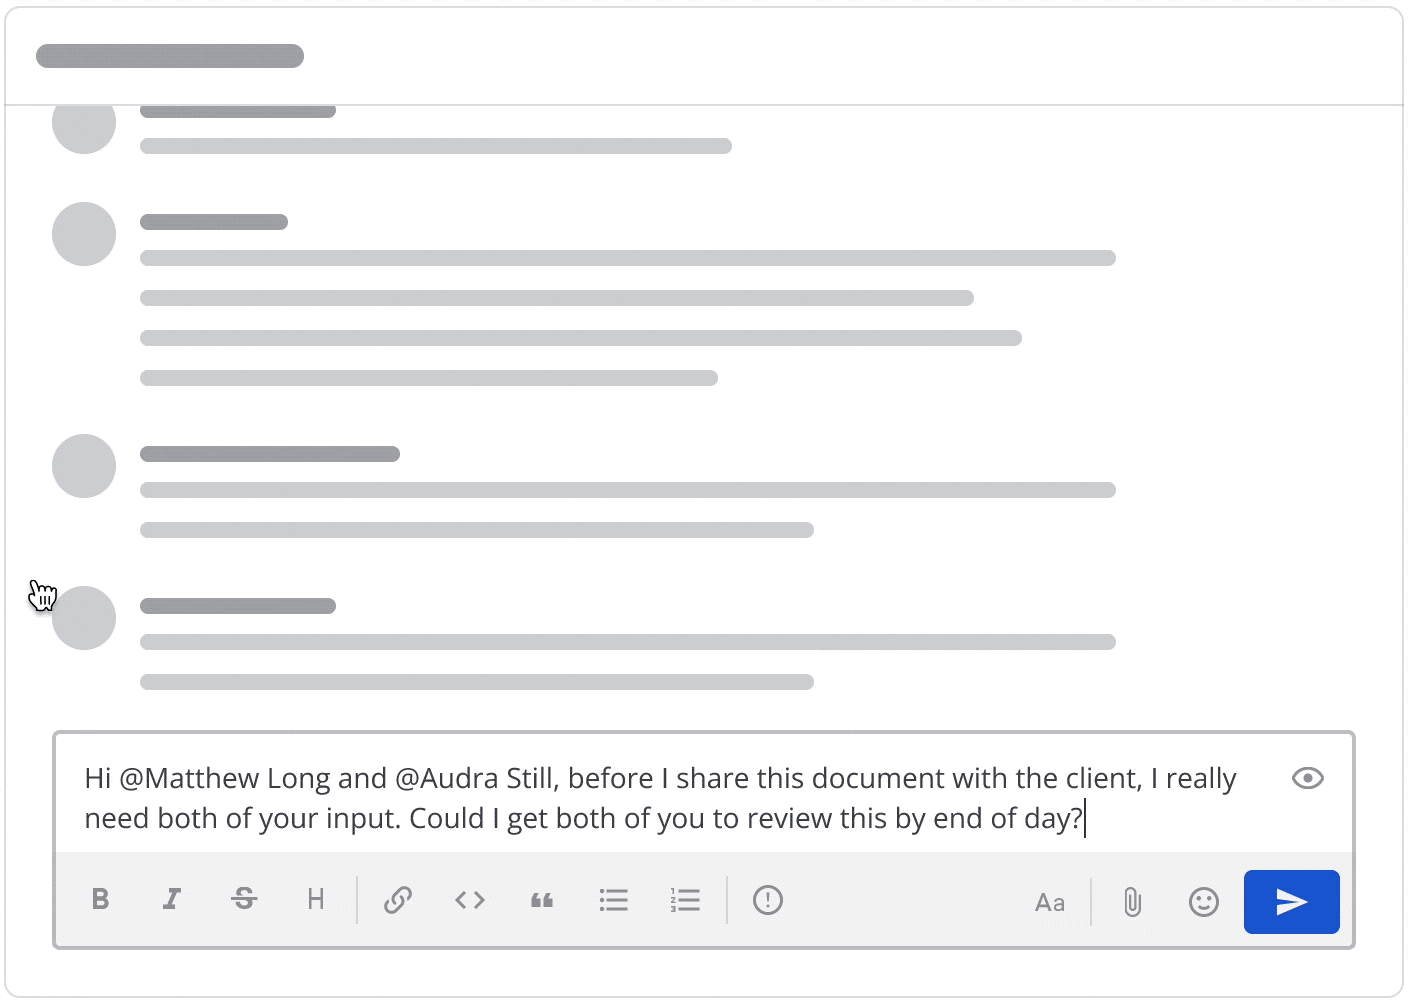 Hi @Matthew Long and @Audra Still, before I share this document with the client, I really
need both of your input. Could I get both of you to review this by end of day?
B I S H Aa